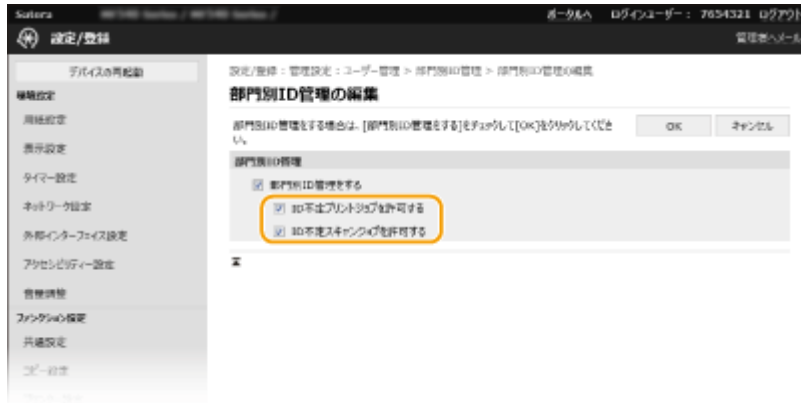 Satera
ポータルへ ログインユーザー： 7654321 ログアウト
設定/登録
管理者へメール
デバイスの再起動
環境設定
用紙設定
表示設定
タイマー設定
ネットワーク設定
外部インターフェイス設定
アクセシビリティー設定
音量調整
ファンクション設定
共通設定
コピー設定
設定/登録：管理設定：ユーザー管理 > 部門別ID管理 > 部門別ID管理の編集
部門別ID管理の編集
部門別ID管理をする場合は、[部門別ID管理をする]をチェックして[OK]をクリックしてくださ
い。
OK キャンセル
部門別ID管理
部門別ID管理をする
ID不定プリントジョブを許可する
ID不定スキャンジョブを許可する